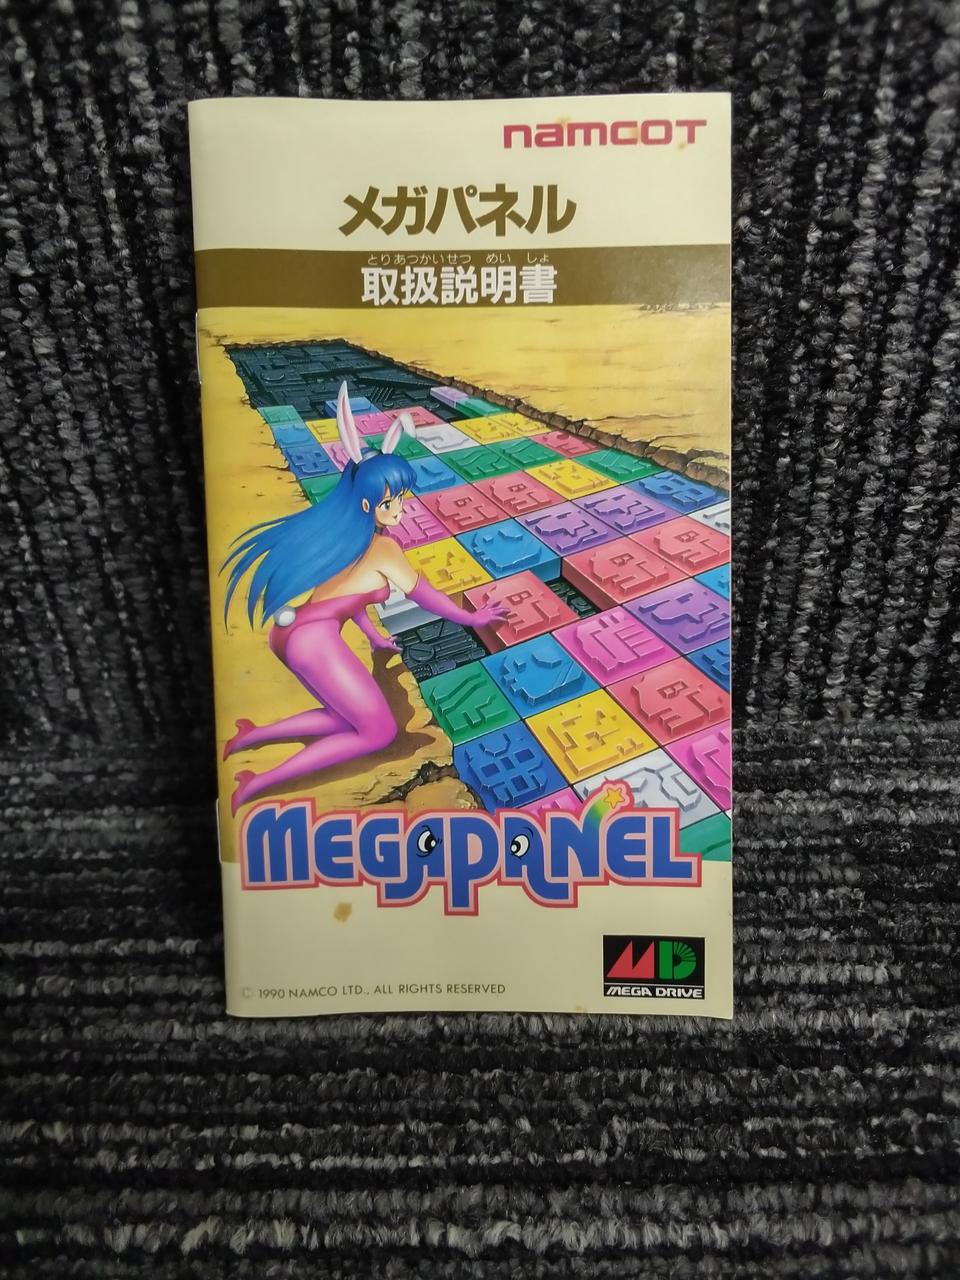 namcot
メガパネル
とりあつかいせつ めい しょ
取扱説明書
MEGAPANEL
MD
MEGA DRIVE
© 1990 NAMCO LTD., ALL RIGHTS RESERVED